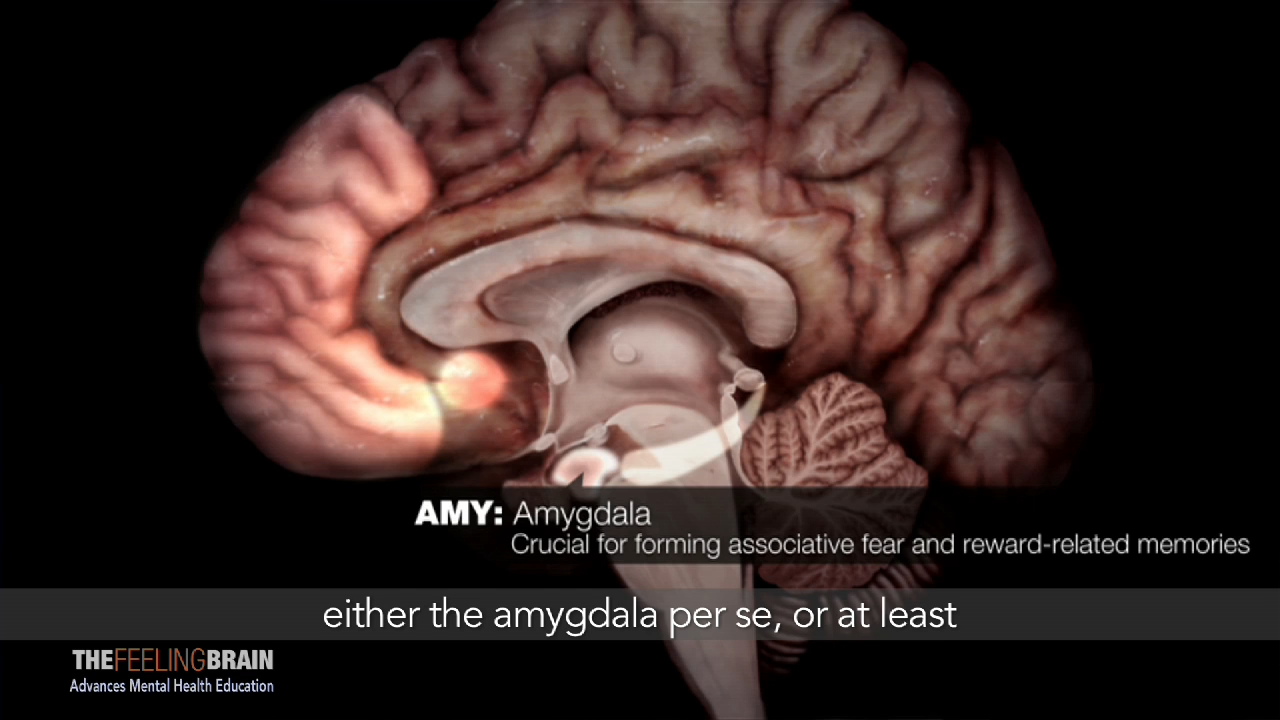 AMY: Amygdala
Crucial for forming associative fear and reward-related memories
either the amygdala per se, or at least
THEFEELINGBRAIN
Advances Mental Health Education